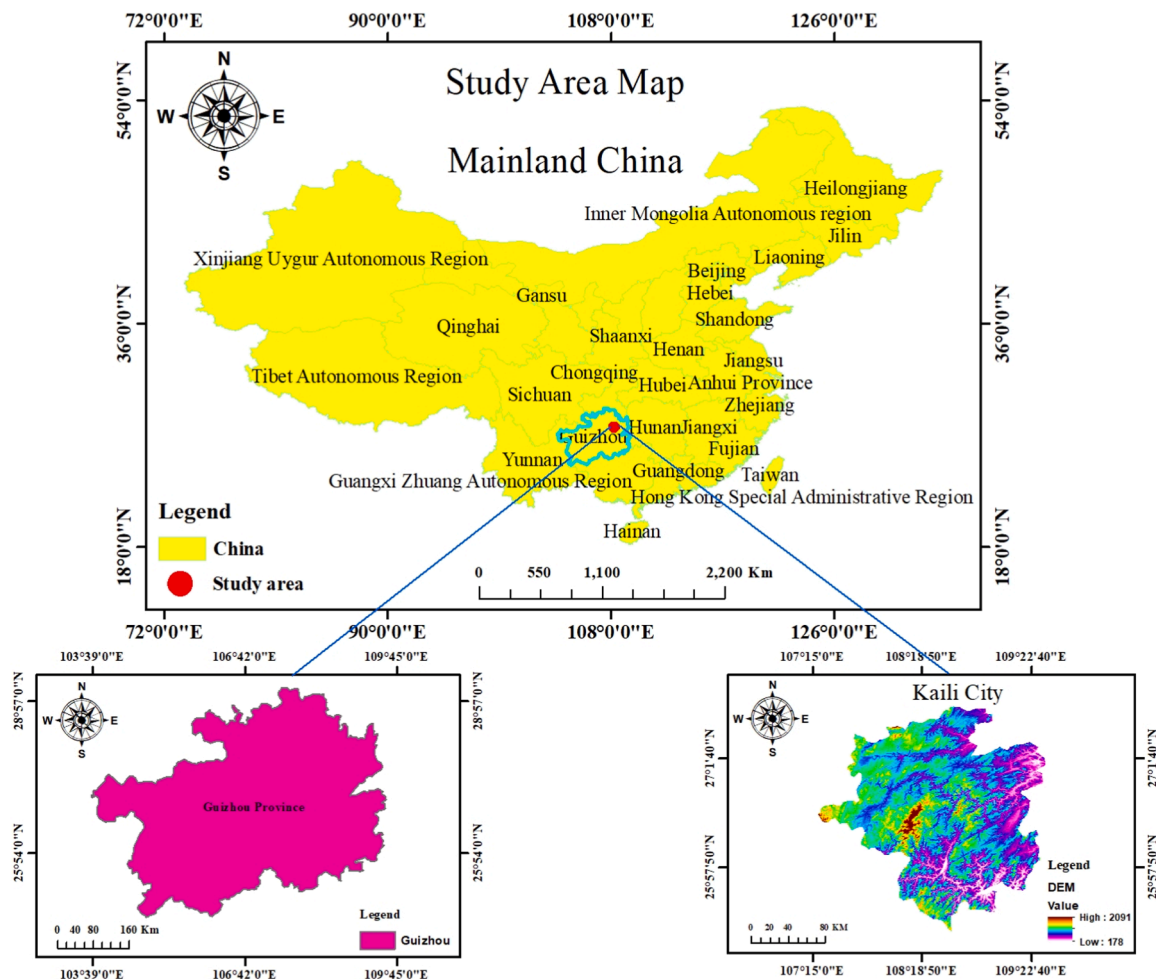 72°0'0"E 90°0'0"E 108°0'0"E 126°0'0"E
N
W E
S
Study Area Map
Mainland China
54°0'0"N
54°0'0"N
36°0'0"N
36°0'0"N
18°0'0"N
18°0'0"N
Heilongjiang
Inner Mongolia Autonomous region
Jilin
Xinjiang Uygur Autonomous Region
Liaoning
Beijing
Gansu
Hebei
Qinghai
Shandong
Shaanxi
Henan
Jiangsu
Tibet Autonomous Region
Chongqing
Hubei
Anhui Province
Sichuan
Zhejiang
Guizhou
Hunan
Jiangxi
Fujian
Yunnan
Guangdong
Taiwan
Guangxi Zhuang Autonomous Region
Hong Kong Special Administrative Region
Hainan
Legend
China
Study area
0 550 1,100 2,200 Km
72°0'0"E 90°0'0"E 108°0'0"E 126°0'0"E
103°39'0"E 106°42'0"E 109°45'0"E
N
W E
S
28°57'0"N
28°57'0"N
25°54'0"N
25°54'0"N
Guizhou Province
Legend
Guizhou
0 40 80 160 Km
103°39'0"E 106°42'0"E 109°45'0"E
107°15'0"E 108°18'50"E 109°22'40"E
N
W E
S
Kaili City
27°1'40"N
27°1'40"N
25°57'50"N
25°57'50"N
Legend
DEM
Value
High : 2091
Low : 178
0 20 40 80 KM
107°15'0"E 108°18'50"E 109°22'40"E